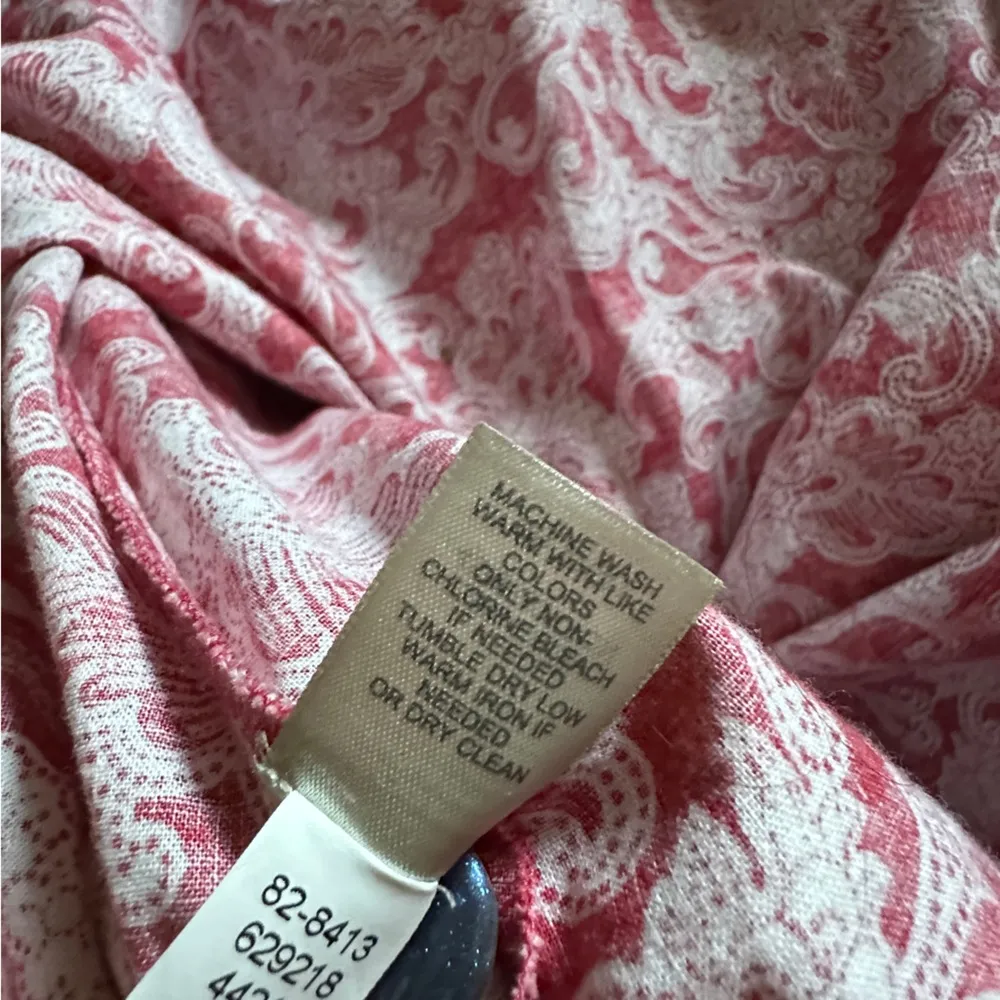 MACHINE WASH
WARM WITH LIKE
COLORS
ONLY NON-
CHLORINE BLEACH
IF NEEDED
TUMBLE DRY LOW
WARM IRON IF
NEEDED
OR DRY CLEAN
82-8413
629218